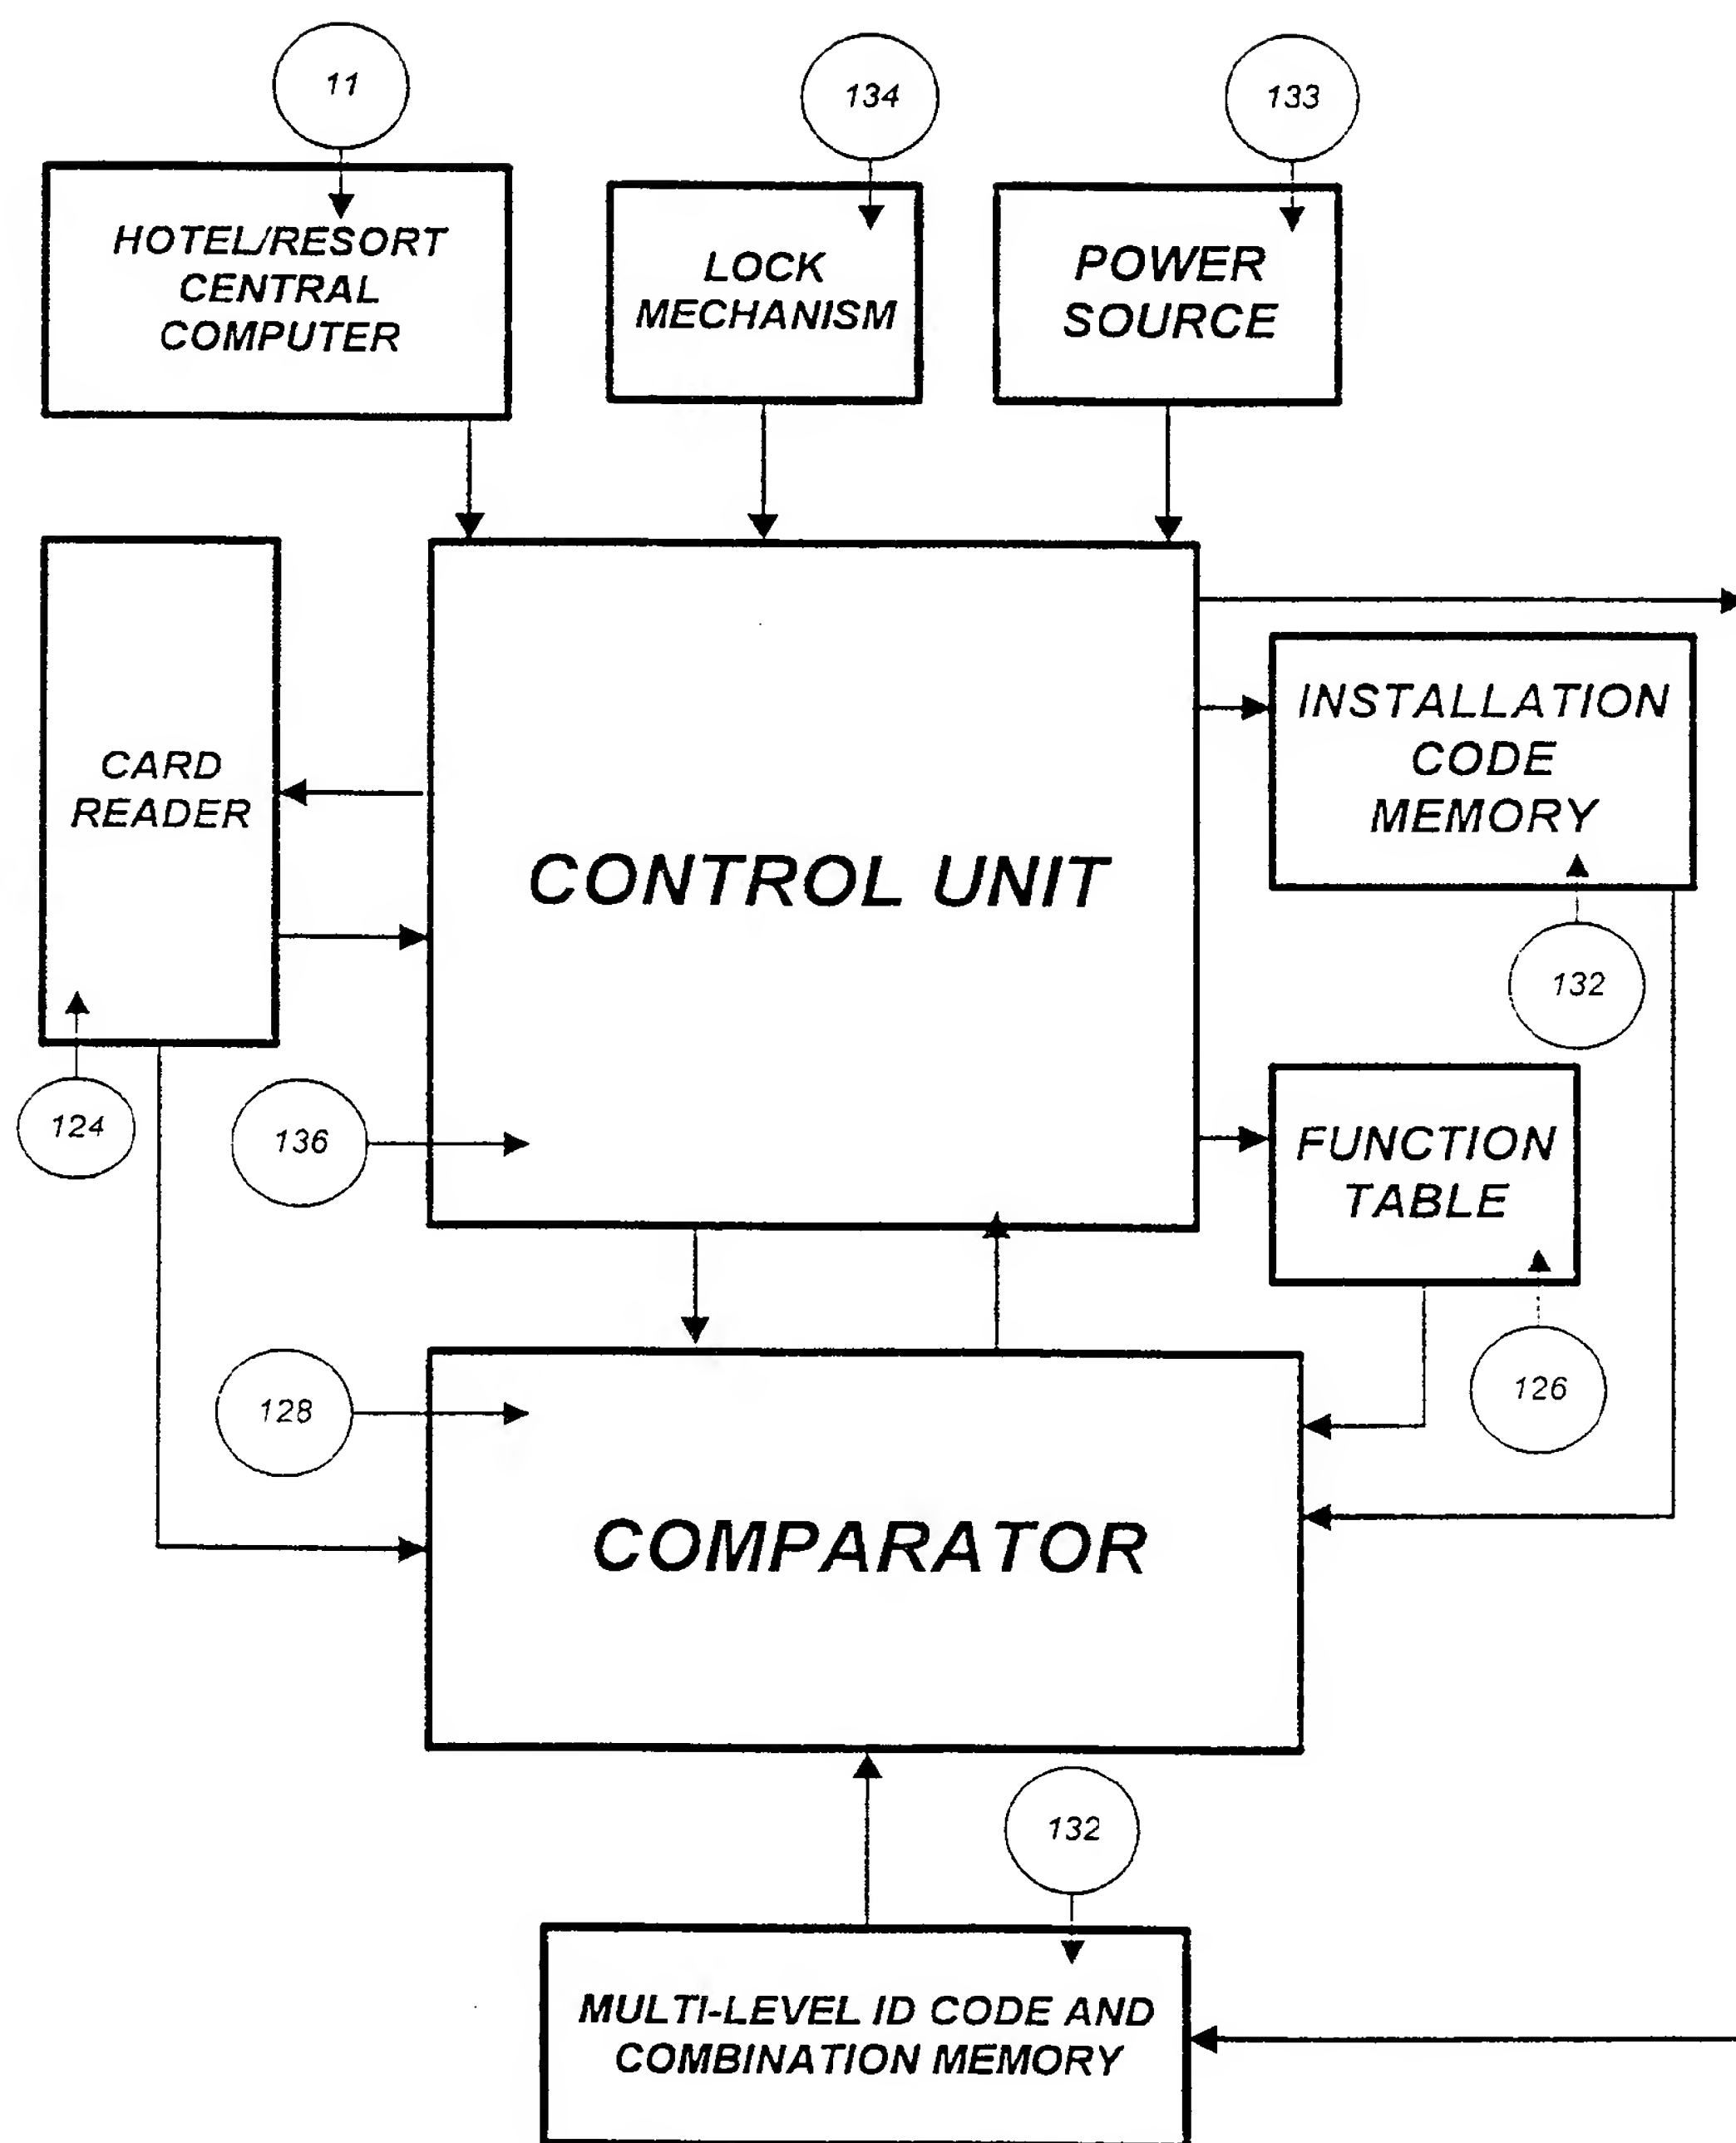 11
134
133
HOTEL/RESORT
CENTRAL
COMPUTER
LOCK
MECHANISM
POWER
SOURCE
CARD
READER
CONTROL UNIT
INSTALLATION
CODE
MEMORY
132
124
136
FUNCTION
TABLE
128
126
COMPARATOR
132
MULTI-LEVEL ID CODE AND
COMBINATION MEMORY